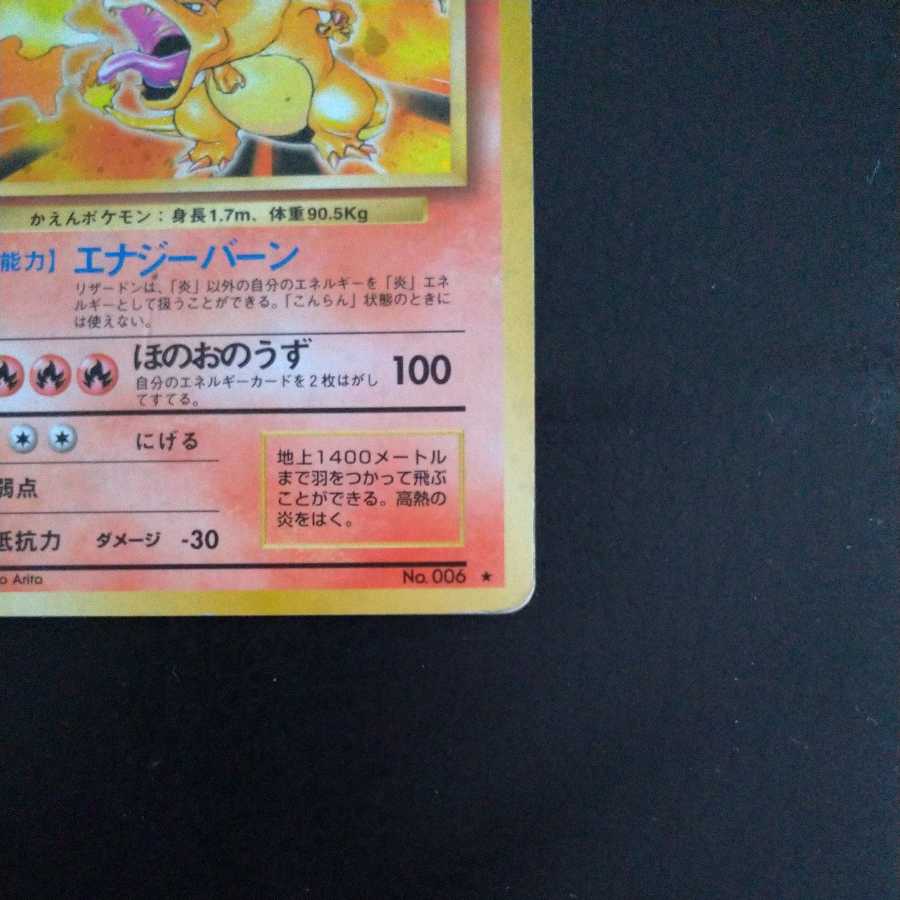 かえんポケモン：身長1.7m、体重90.5Kg
能力】エナジーバーン
リザードンは、「炎」以外の自分のエネルギーを「炎」エネ
ルギーとして扱うことができる。「こんらん」状態のときに
は使えない。
ほのおのうず 100
自分のエネルギーカードを2枚はがし
てすてる。
にげる
弱点
抵抗力 ダメージ -30
地上1400メートル
まで羽をつかって飛ぶ
ことができる。高熱の
炎をはく。
o Arita No. 006 ★